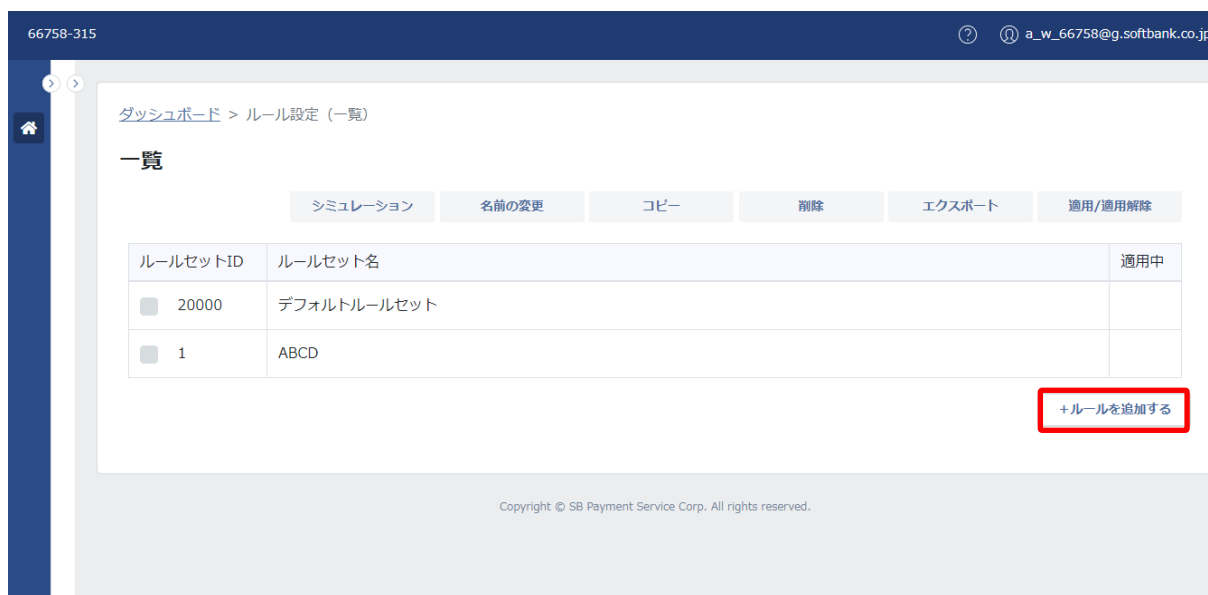 66758-315
a_w_66758@g.softbank.co.jp
ダッシュボード > ルール設定（一覧）
一覧
シミュレーション 名前の変更 コピー 削除 エクスポート 適用/適用解除
ルールセットID ルールセット名 適用中
20000 デフォルトルールセット
1 ABCD
+ルールを追加する
Copyright © SB Payment Service Corp. All rights reserved.